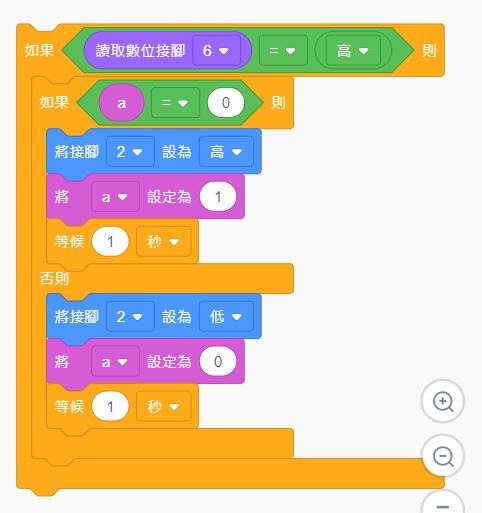 如果 讀取數位接腳 6 = 高 則
如果 a = 0 則
將接腳 2 設為 高
將 a 設定為 1
等候 1 秒
否則
將接腳 2 設為 低
將 a 設定為 0
等候 1 秒